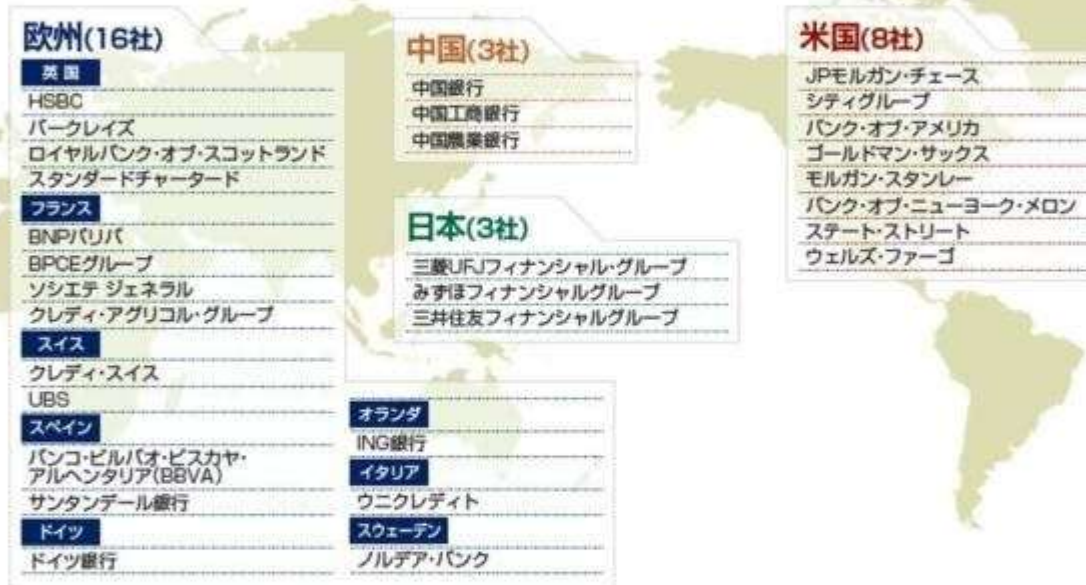 欧州(16社)
英国
HSBC
バークレイズ
ロイヤルバンク・オブ・スコットランド
スタンダードチャータード
フランス
BNPパリバ
BPCEグループ
ソシエテ ジェネラル
クレディ・アグリコル・グループ
スイス
クレディ・スイス
UBS
スペイン
バンコ・ビルバオ・ビスカヤ・
アルヘンタリア(BBVA)
サンタンデール銀行
ドイツ
ドイツ銀行
オランダ
ING銀行
イタリア
ウニクレディト
スウェーデン
ノルデア・バンク
中国(3社)
中国銀行
中国工商銀行
中国農業銀行
日本(3社)
三菱UFJフィナンシャル・グループ
みずほフィナンシャルグループ
三井住友フィナンシャルグループ
米国(8社)
JPモルガン・チェース
シティグループ
バンク・オブ・アメリカ
ゴールドマン・サックス
モルガン・スタンレー
バンク・オブ・ニューヨーク・メロン
ステート・ストリート
ウェルズ・ファーゴ